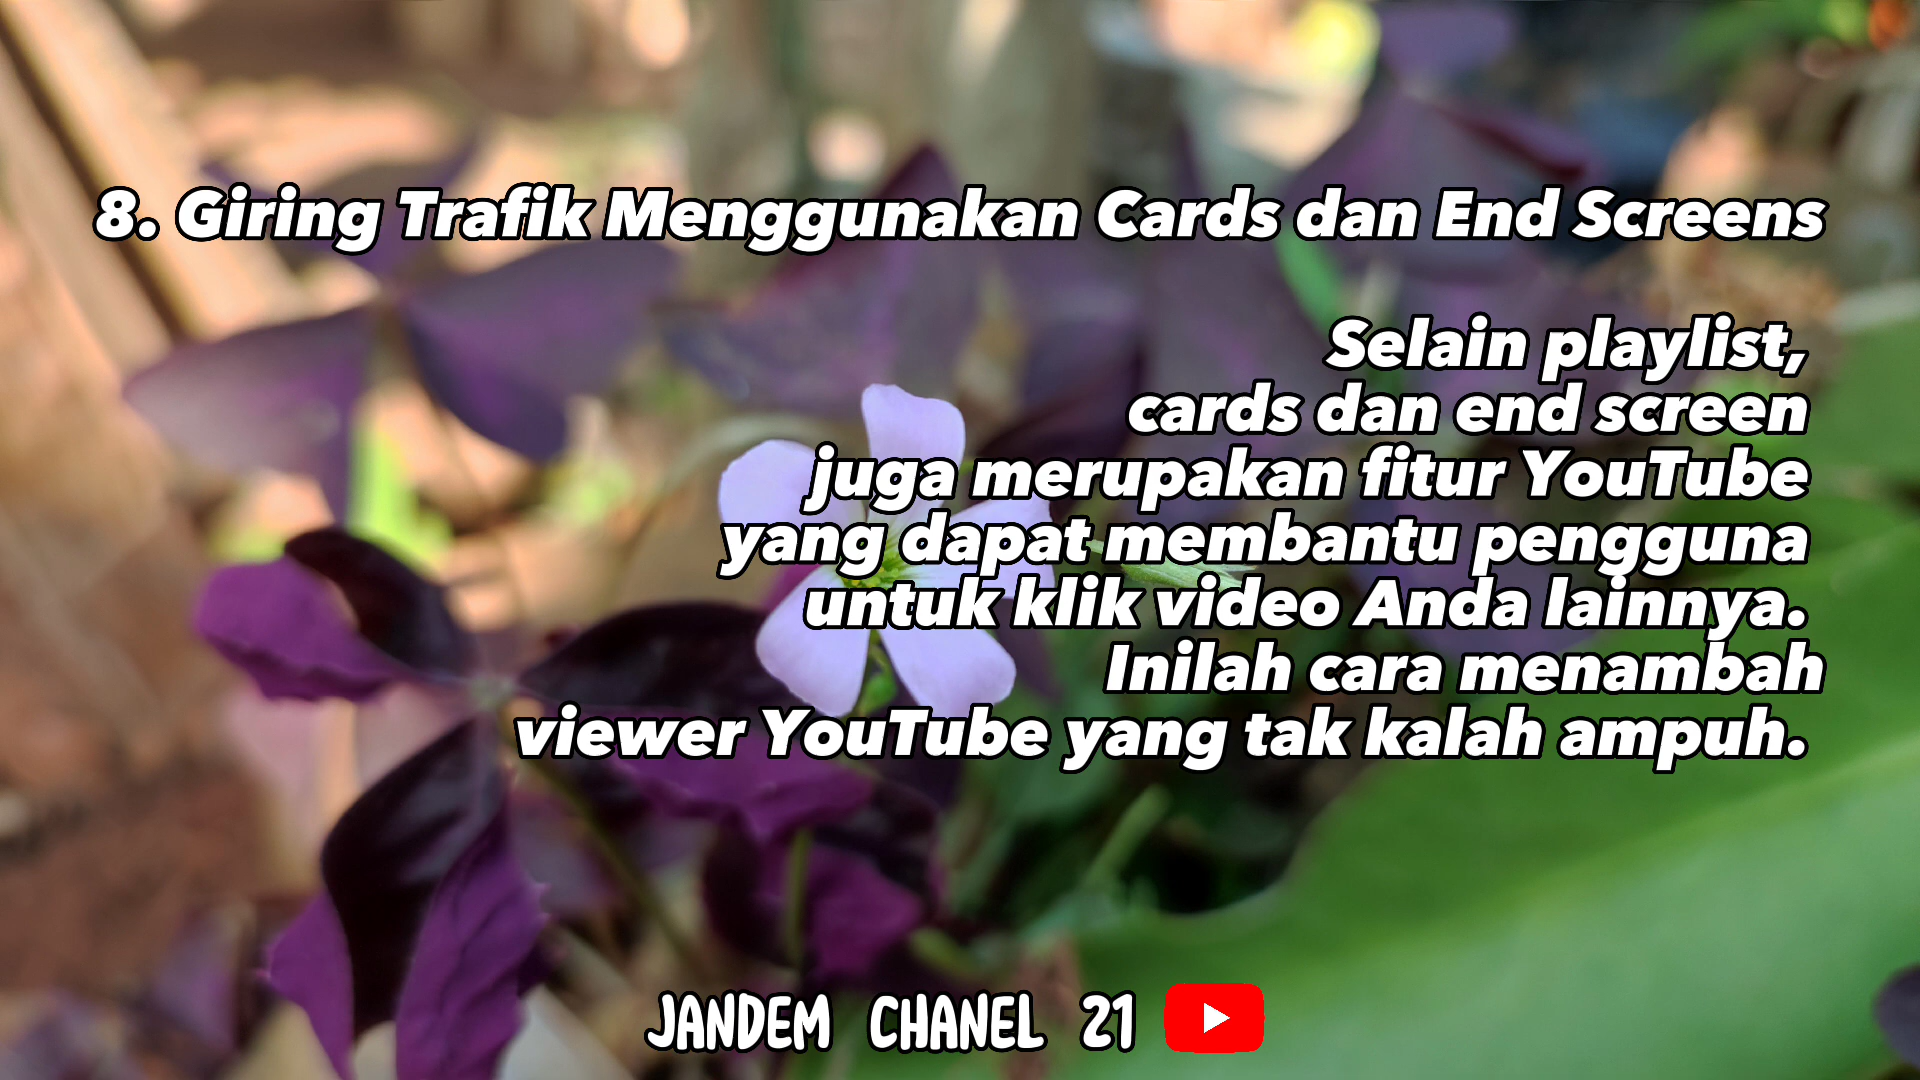 8. Giring Trafik Menggunakan Cards dan End Screens
Selain playlist,
cards dan end screen
juga merupakan fitur YouTube
yang dapat membantu pengguna
untuk klik video Anda lainnya.
Inilah cara menambah
viewer YouTube yang tak kalah ampuh.
JANDEM CHANEL 21